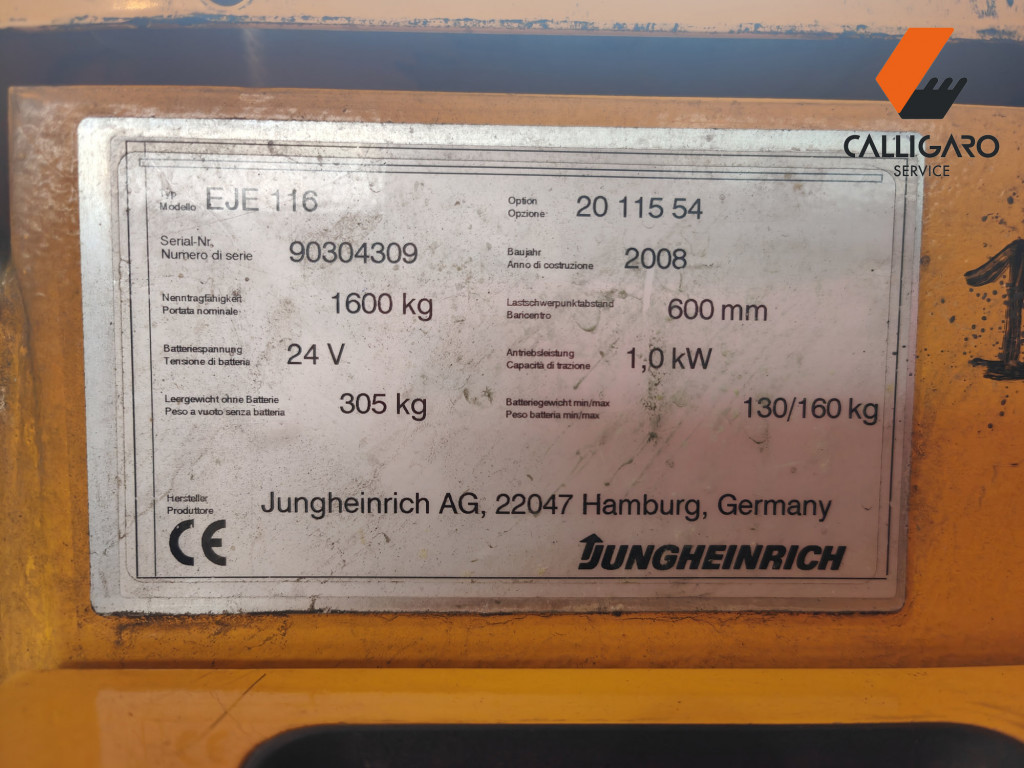 CALLIGARO
SERVICE
Typ
Modello EJE 116
Option
Opzione 20 115 54
Serial-Nr.
Numero di serie 90304309
Baujahr
Anno di costruzione 2008
Nenntragfähigkeit
Portata nominale 1600 kg
Lastschwerpunktabstand
Baricentro 600 mm
Batteriespannung
Tensione di batteria 24 V
Antriebsleistung
Capacità di trazione 1,0 kW
Leergewicht ohne Batterie
Peso a vuoto senza batteria 305 kg
Batteriegewicht min/max
Peso batteria min/max 130/160 kg
Hersteller
Produttore Jungheinrich AG, 22047 Hamburg, Germany
CE
JUNGHEINRICH
1